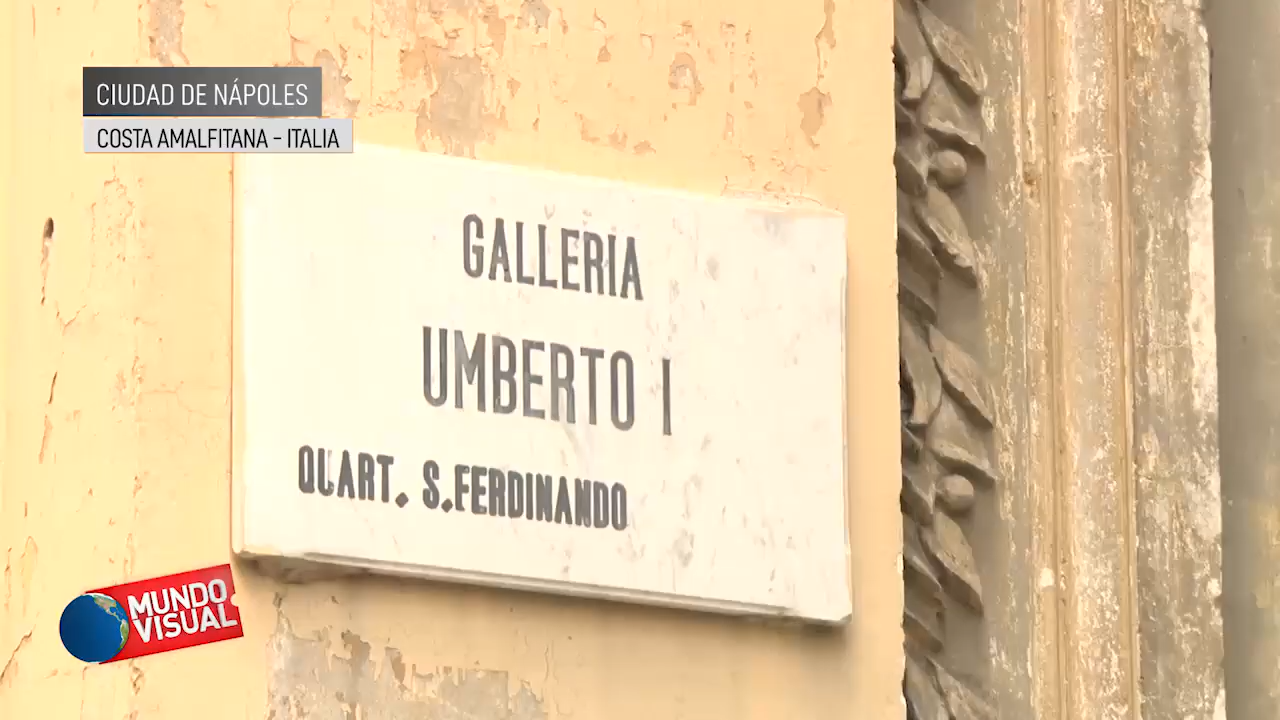 CIUDAD DE NÁPOLES
COSTA AMALFITANA - ITALIA
GALLERIA
UMBERTO I
QUART. S.FERDINANDO
MUNDO
VISUAL